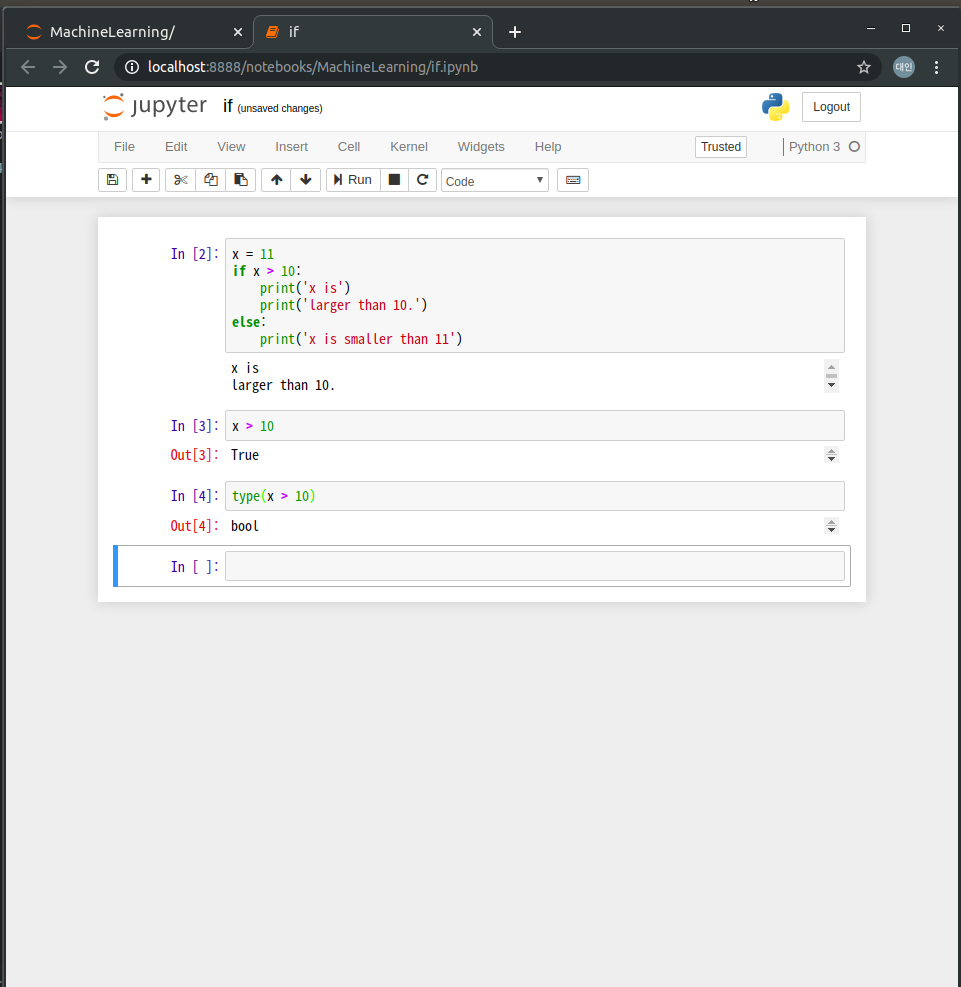 MachineLearning/
if
localhost:8888/notebooks/MachineLearning/if.ipynb
대인
jupyter if (unsaved changes)
Logout
File Edit View Insert Cell Kernel Widgets Help Trusted Python 3
Run Code
In [2]: x = 11
if x > 10:
    print('x is')
    print('larger than 10.')
else:
    print('x is smaller than 11')
x is
larger than 10.
In [3]: x > 10
Out[3]: True
In [4]: type(x > 10)
Out[4]: bool
In [ ]: